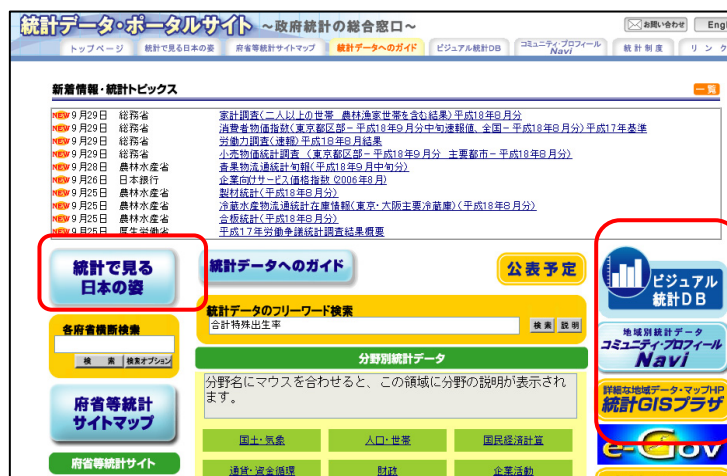 統計データ・ポータルサイト ～政府統計の総合窓口～
お問い合わせ
Engl
トップページ
統計で見る日本の姿
府省等統計サイトマップ
統計データへのガイド
ビジュアル統計DB
コミュニティ・プロフィールNavi
統計制度
リンク
新着情報・統計トピックス
一覧
NEW 9月29日 総務省 家計調査(二人以上の世帯 農林漁家世帯を含む結果)平成18年8月分
NEW 9月29日 総務省 消費者物価指数(東京都区部－平成18年9月分中旬速報値、全国－平成18年8月分)平成17年基準
NEW 9月29日 総務省 労働力調査(速報)平成18年8月結果
NEW 9月29日 総務省 小売物価統計調査 (東京都区部－平成18年9月分 主要都市－平成18年8月分)
NEW 9月28日 農林水産省 青果物流通統計旬報(平成18年9月中旬分)
NEW 9月26日 日本銀行 企業向けサービス価格指数(2006年8月)
NEW 9月25日 農林水産省 製材統計(平成18年8月分)
NEW 9月25日 農林水産省 冷蔵水産物流通統計在庫情報(東京・大阪主要冷蔵庫)(平成18年8月分)
NEW 9月25日 農林水産省 合板統計(平成18年8月分)
NEW 9月25日 厚生労働省 平成17年労働争議統計調査結果概要
統計で見る
日本の姿
統計データへのガイド
公表予定
ビジュアル
統計DB
統計データのフリーワード検索
合計特殊出生率
検索
説明
各府省横断検索
検 索
検索オプション
地域別統計データ
コミュニティ・プロフィール
Navi
分野別統計データ
分野名にマウスを合わせると、この領域に分野の説明が表示され
ます。
詳細な地域データ・マップHP
統計GISプラザ
府省等統計
サイトマップ
e-Gov
国土・気象
人口・世帯
国民経済計算
府省等統計サイト
通貨・資金循環
財政
企業活動